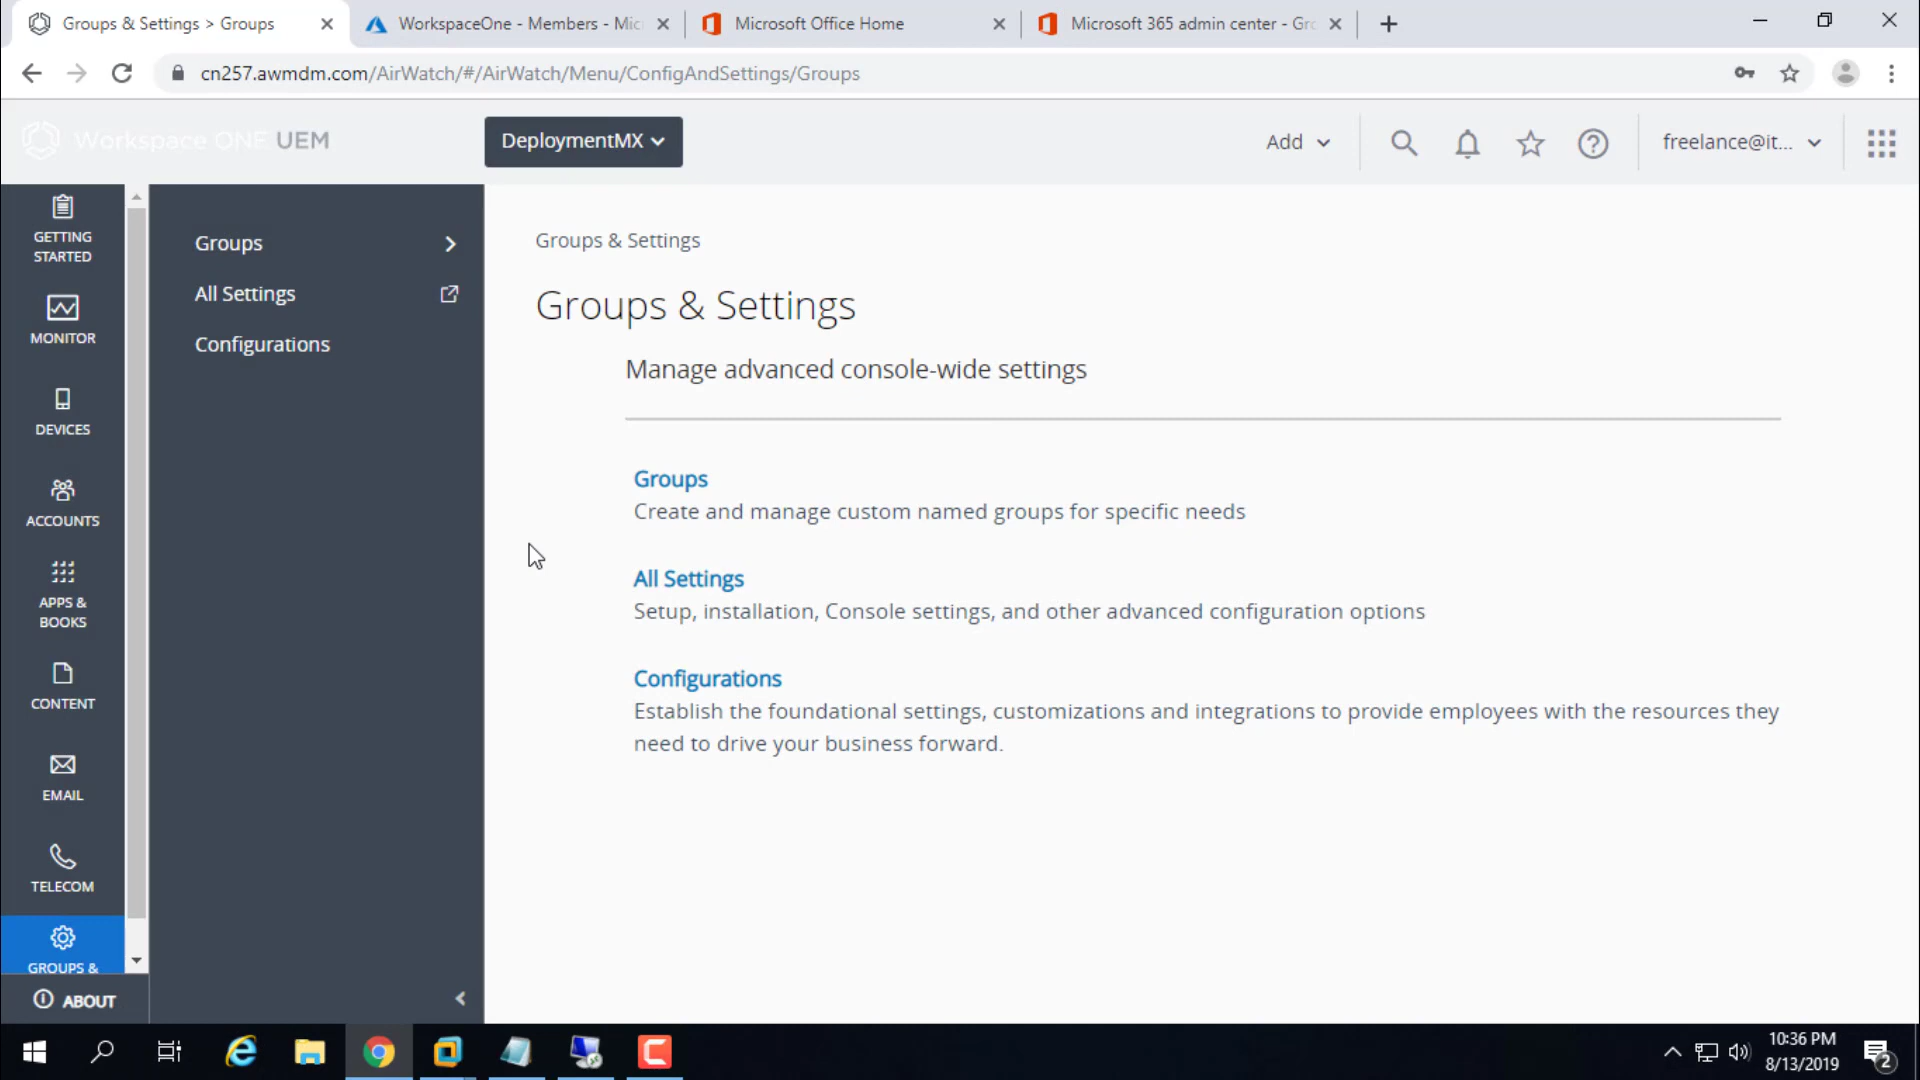 Groups & Settings > Groups
WorkspaceOne - Members - Mic
Microsoft Office Home
Microsoft 365 admin center - Gro
cn257.awmdm.com/AirWatch/#/AirWatch/Menu/ConfigAndSettings/Groups
Workspace ONE UEM
DeploymentMX
Add
freelance@it...
GETTING
STARTED
MONITOR
DEVICES
ACCOUNTS
APPS &
BOOKS
CONTENT
EMAIL
TELECOM
GROUPS &
ABOUT
Groups
All Settings
Configurations
Groups & Settings
Groups & Settings
Manage advanced console-wide settings
Groups
Create and manage custom named groups for specific needs
All Settings
Setup, installation, Console settings, and other advanced configuration options
Configurations
Establish the foundational settings, customizations and integrations to provide employees with the resources they
need to drive your business forward.
10:36 PM
8/13/2019
2